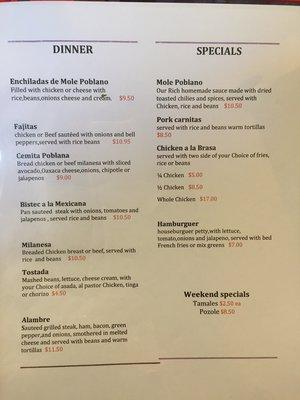 DINNER
Enchiladas de Mole Poblano
Filled with chicken or cheese with
rice,beans,onions cheese and cream. $9.50
Fajitas
chicken or Beef sautèed with onions and bell
peppers,served with rice beans $10.95
Cemita Poblana
Bread chicken or beef milanesa with sliced
avocado,Oaxaca cheese,onions, chipotle or
jalapenos $9.00
Bistec a la Mexicana
Pan sauteed steak with onions, tomatoes and
jalapenos , served rice and beans $10.50
Milanesa
Breaded Chicken breast or beef, served with
rice and beans $10.50
Tostada
Mashed beans, lettuce, cheese cream, with
your Choice of asada, al pastor Chicken, tinga
or chorizo $4.50
Alambre
Sauteed grilled steak, ham, bacon, green
pepper,and onions, smothered in melted
cheese and served with beans and warm
tortillas $11.50
SPECIALS
Mole Poblano
Our Rich homemade sauce made with dried
toasted chilies and spices, served with
Chicken, rice and beans $10.50
Pork carnitas
served with rice and beans warm tortillas
$8.50
Chicken a la Brasa
served with two side of your Choice of fries,
rice or beans
¼ Chicken $5.00
½ Chicken $8.50
Whole Chicken $17.00
Hamburguer
houseburguer petty,with lettuce,
tomato,onions and jalapeno, served with bed
French fries or mix greens $7.00
Weekend specials
Tamales $2.50 ea
Pozole $8.50